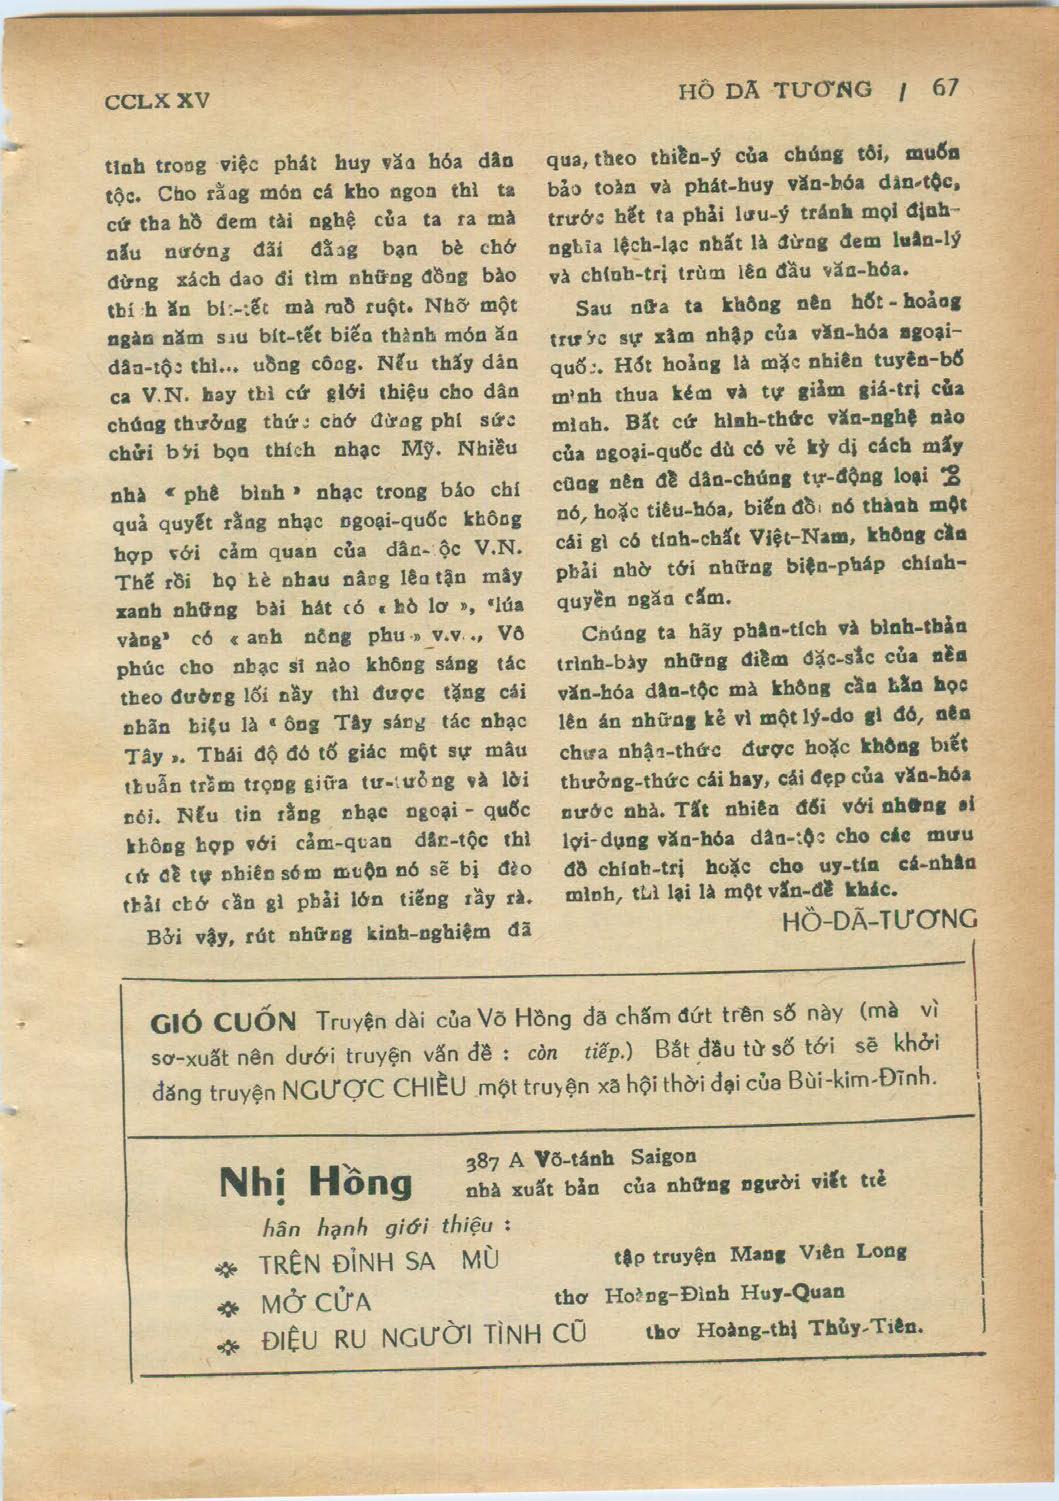 CCLXXXV
HỒ DÃ TƯỢNG / 67
tinh trong việc phát huy văn hóa dân
tộc. Cho rằng món cá kho ngon thì ta
cứ tha hồ đem tài nghệ của ta ra mà
nấu nướng đãi đằng bạn bè chớ
đừng xách dao đi tìm những đồng bào
thích ăn bít-tết mà mổ ruột. Nhỡ một
ngàn năm sau bít-tết biến thành món ăn
dân-tộc thì... uổng công. Nếu thấy dân
ca V.N. hay thì cứ giới thiệu cho dân
chúng thưởng thức chớ đừng phí sức
chửi bới bọn thích nhạc Mỹ. Nhiều
nhà « phê bình » nhạc trong báo chí
quả quyết rằng nhạc ngoại-quốc không
hợp với cảm quan của dân-tộc V.N.
Thế rồi họ hè nhau nâng lên tận mây
xanh những bài hát có « hò lơ », "lúa
vàng" có « anh nông phu » v.v..., Vô
phúc cho nhạc sĩ nào không sáng tác
theo đường lối nầy thì được tặng cái
nhãn hiệu là « ông Tây sáng tác nhạc
Tây ». Thái độ đó tố giác một sự mâu
thuẫn trầm trọng giữa tư-tưởng và lời
nói. Nếu tin rằng nhạc ngoại - quốc
không hợp với cảm-quan dân-tộc thì
cứ để tự nhiên sóm muộn nó sẽ bị đào
thải chớ cần gì phải lớn tiếng rầy rà.
Bởi vậy, rút những kinh-nghiệm đã
qua, theo thiển-ý của chúng tôi, muốn
bảo toàn và phát-huy văn-hóa dân-tộc,
trước hết ta phải lưu-ý tránh mọi định-
nghĩa lệch-lạc nhất là đừng đem luân-lý
và chính-trị trùm lên đầu văn-hóa.
Sau nữa ta không nên hốt - hoảng
trước sự xâm nhập của văn-hóa ngoại-
quốc. Hốt hoảng là mặc nhiên tuyên-bố
mình thua kém và tự giảm giá-trị của
mình. Bất cứ hình-thức văn-nghệ nào
của ngoại-quốc dù có vẻ kỳ dị cách mấy
cũng nên để dân-chúng tự-động loại bỏ
nó, hoặc tiêu-hóa, biến đổi nó thành một
cái gì có tính-chất Việt-Nam, không cần
phải nhờ tới những biện-pháp chính-
quyền ngăn cấm.
Chúng ta hãy phân-tích và bình-thản
trình-bày những điểm đặc-sắc của nền
văn-hóa dân-tộc mà không cần hằn học
lên án những kẻ vì một lý-do gì đó, nên
chưa nhận-thức được hoặc không biết
thưởng-thức cái hay, cái đẹp của văn-hóa
nước nhà. Tất nhiên đối với những ai
lợi-dụng văn-hóa dân-tộc cho các mưu
đồ chính-trị hoặc cho uy-tín cá-nhân
mình, thì lại là một vấn-đề khác.
HỒ-DÃ-TƯỢNG
GIÓ CUỐN Truyện dài của Võ Hồng đã chấm đứt trên số này (mà vì
sơ-xuất nên dưới truyện vẫn đề : còn tiếp.) Bắt đầu từ số tới sẽ khởi
đăng truyện NGƯỢC CHIỀU một truyện xã hội thời đại của Bùi-kim-Đĩnh.
Nhị Hồng
387 A Võ-tánh Saigon
nhà xuất bản của những người viết trẻ
hân hạnh giới thiệu :
TRÊN ĐỈNH SA MÙ tập truyện Mang Viên Long
MỞ CỬA thơ Hoàng-Đình Huy-Quan
ĐIỆU RU NGƯỜI TÌNH CŨ thơ Hoàng-thị Thủy-Tiên.